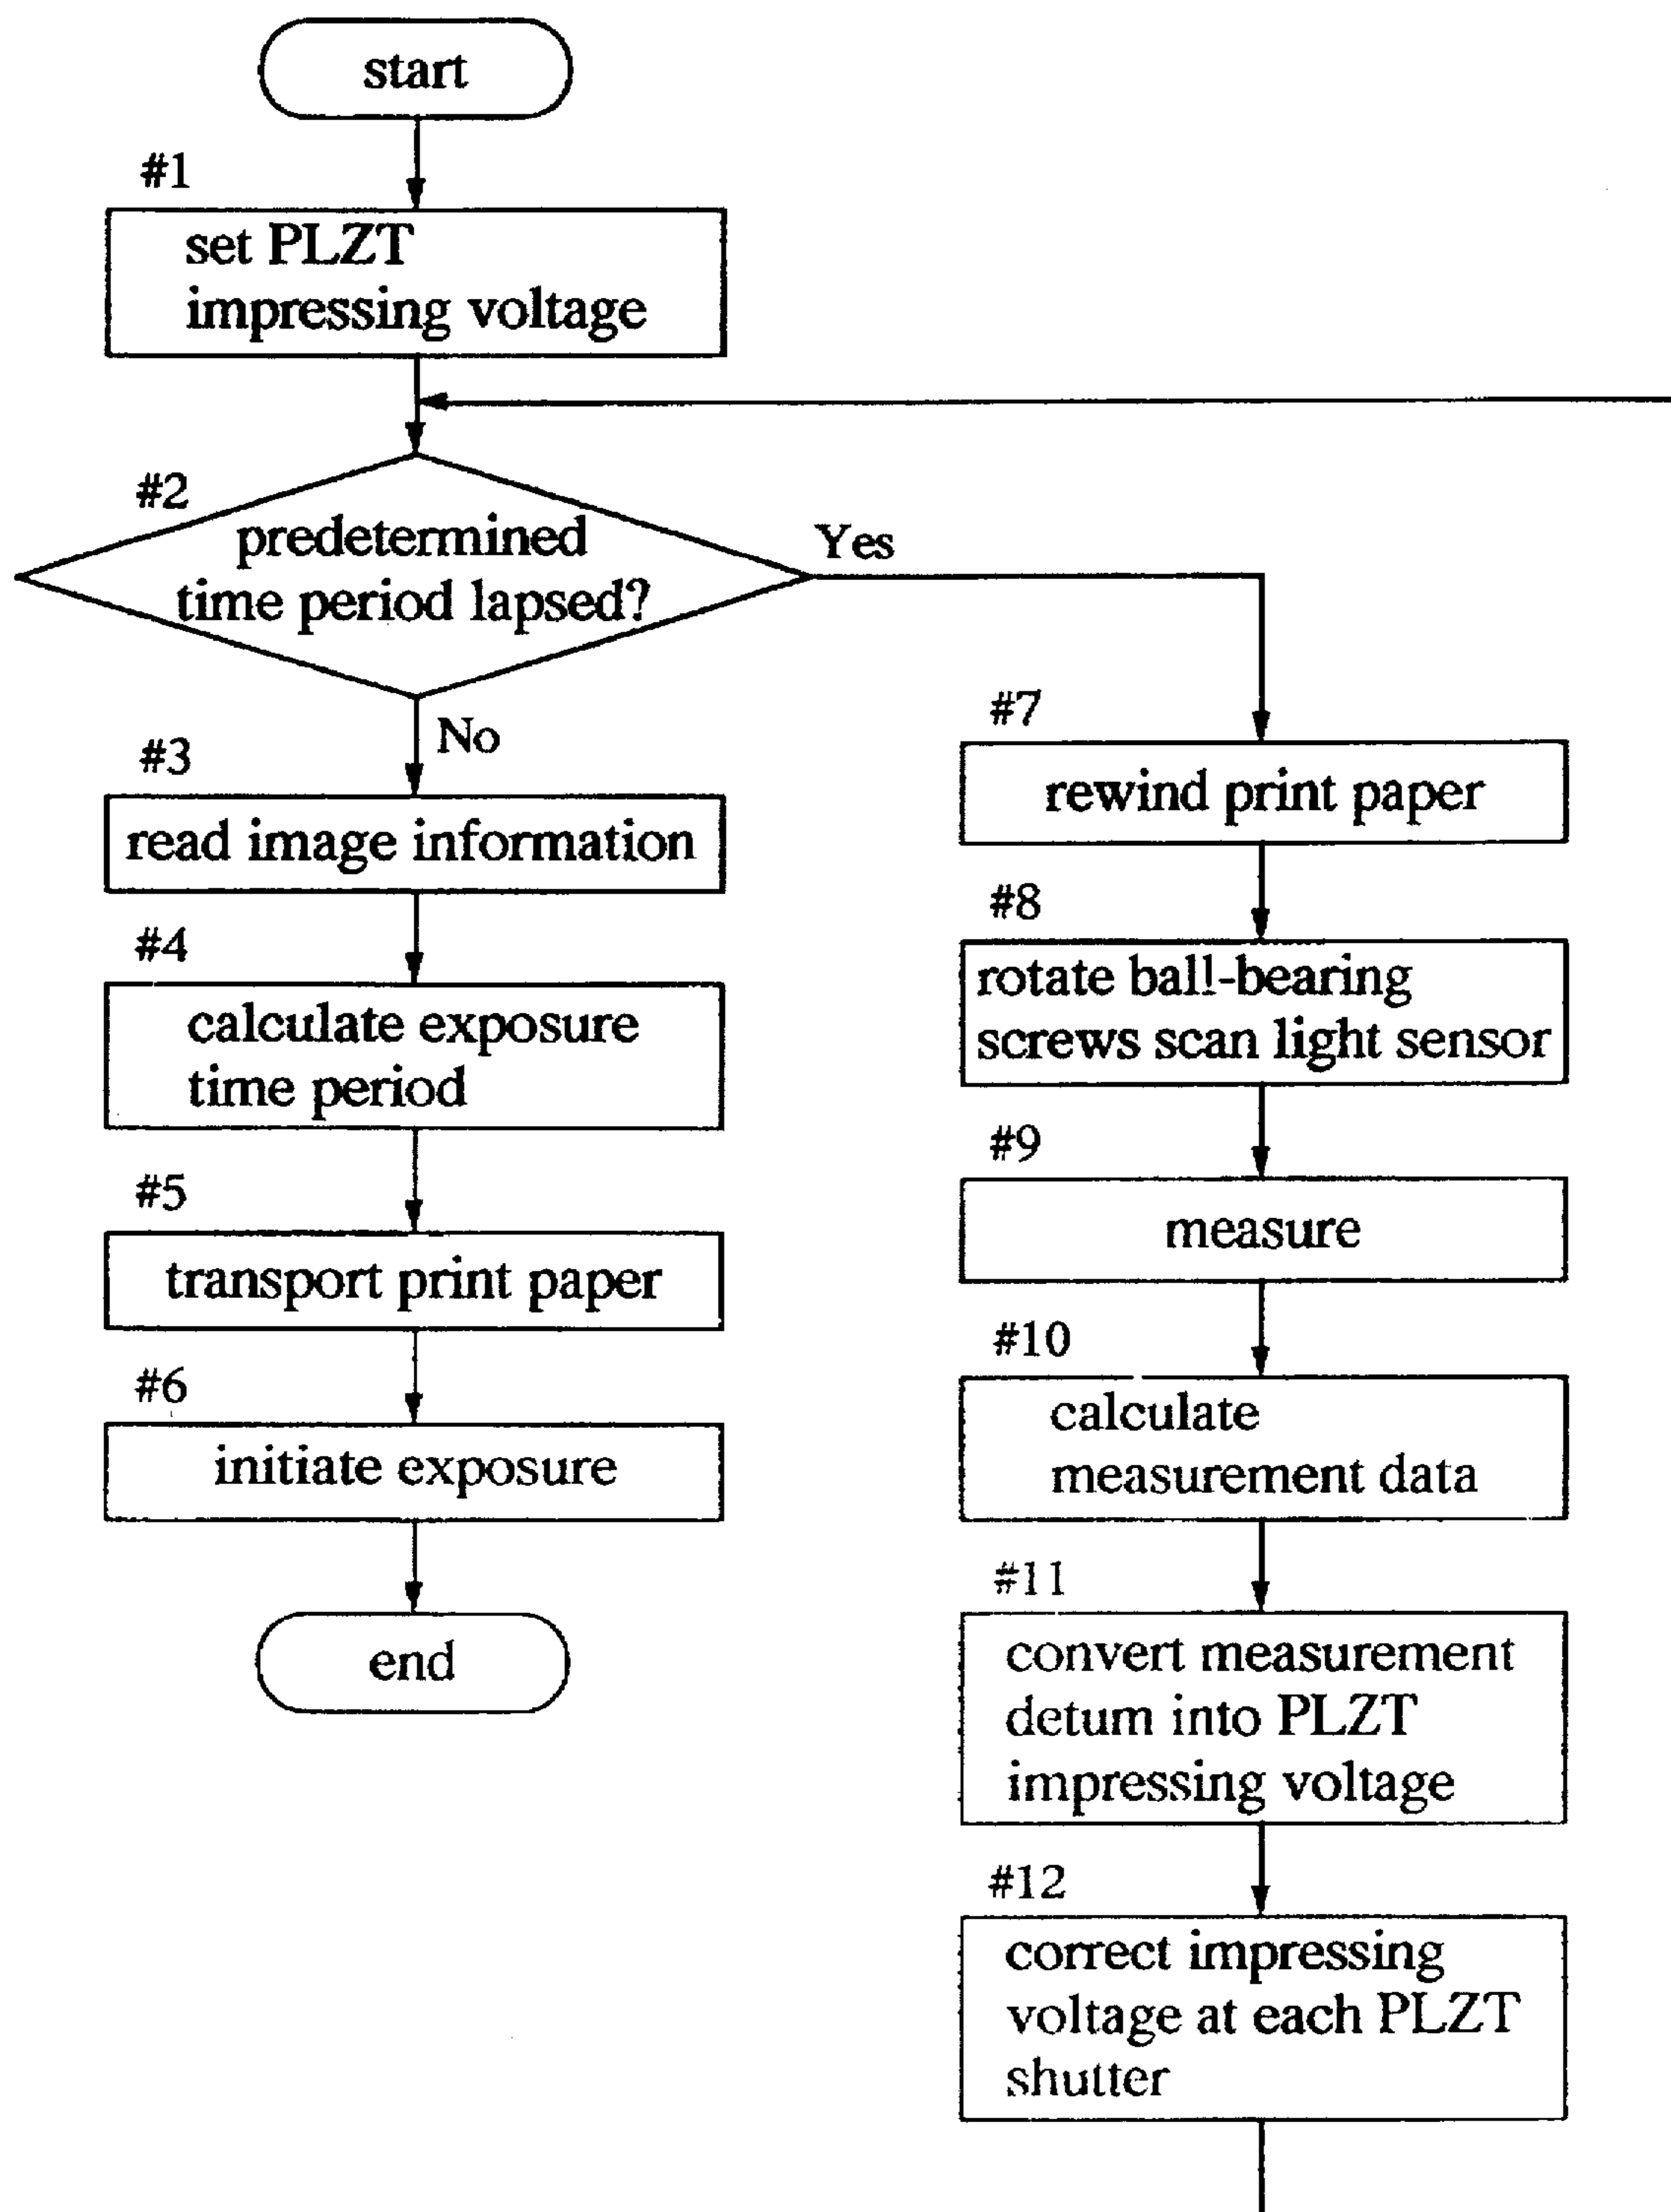 start
#1
set PLZT
impressing voltage
#2
predetermined
time period lapsed?
Yes
No
#3
read image information
#4
calculate exposure
time period
#5
transport print paper
#6
initiate exposure
end
#7
rewind print paper
#8
rotate ball-bearing
screws scan light sensor
#9
measure
#10
calculate
measurement data
#11
convert measurement
detum into PLZT
impressing voltage
#12
correct impressing
voltage at each PLZT
shutter